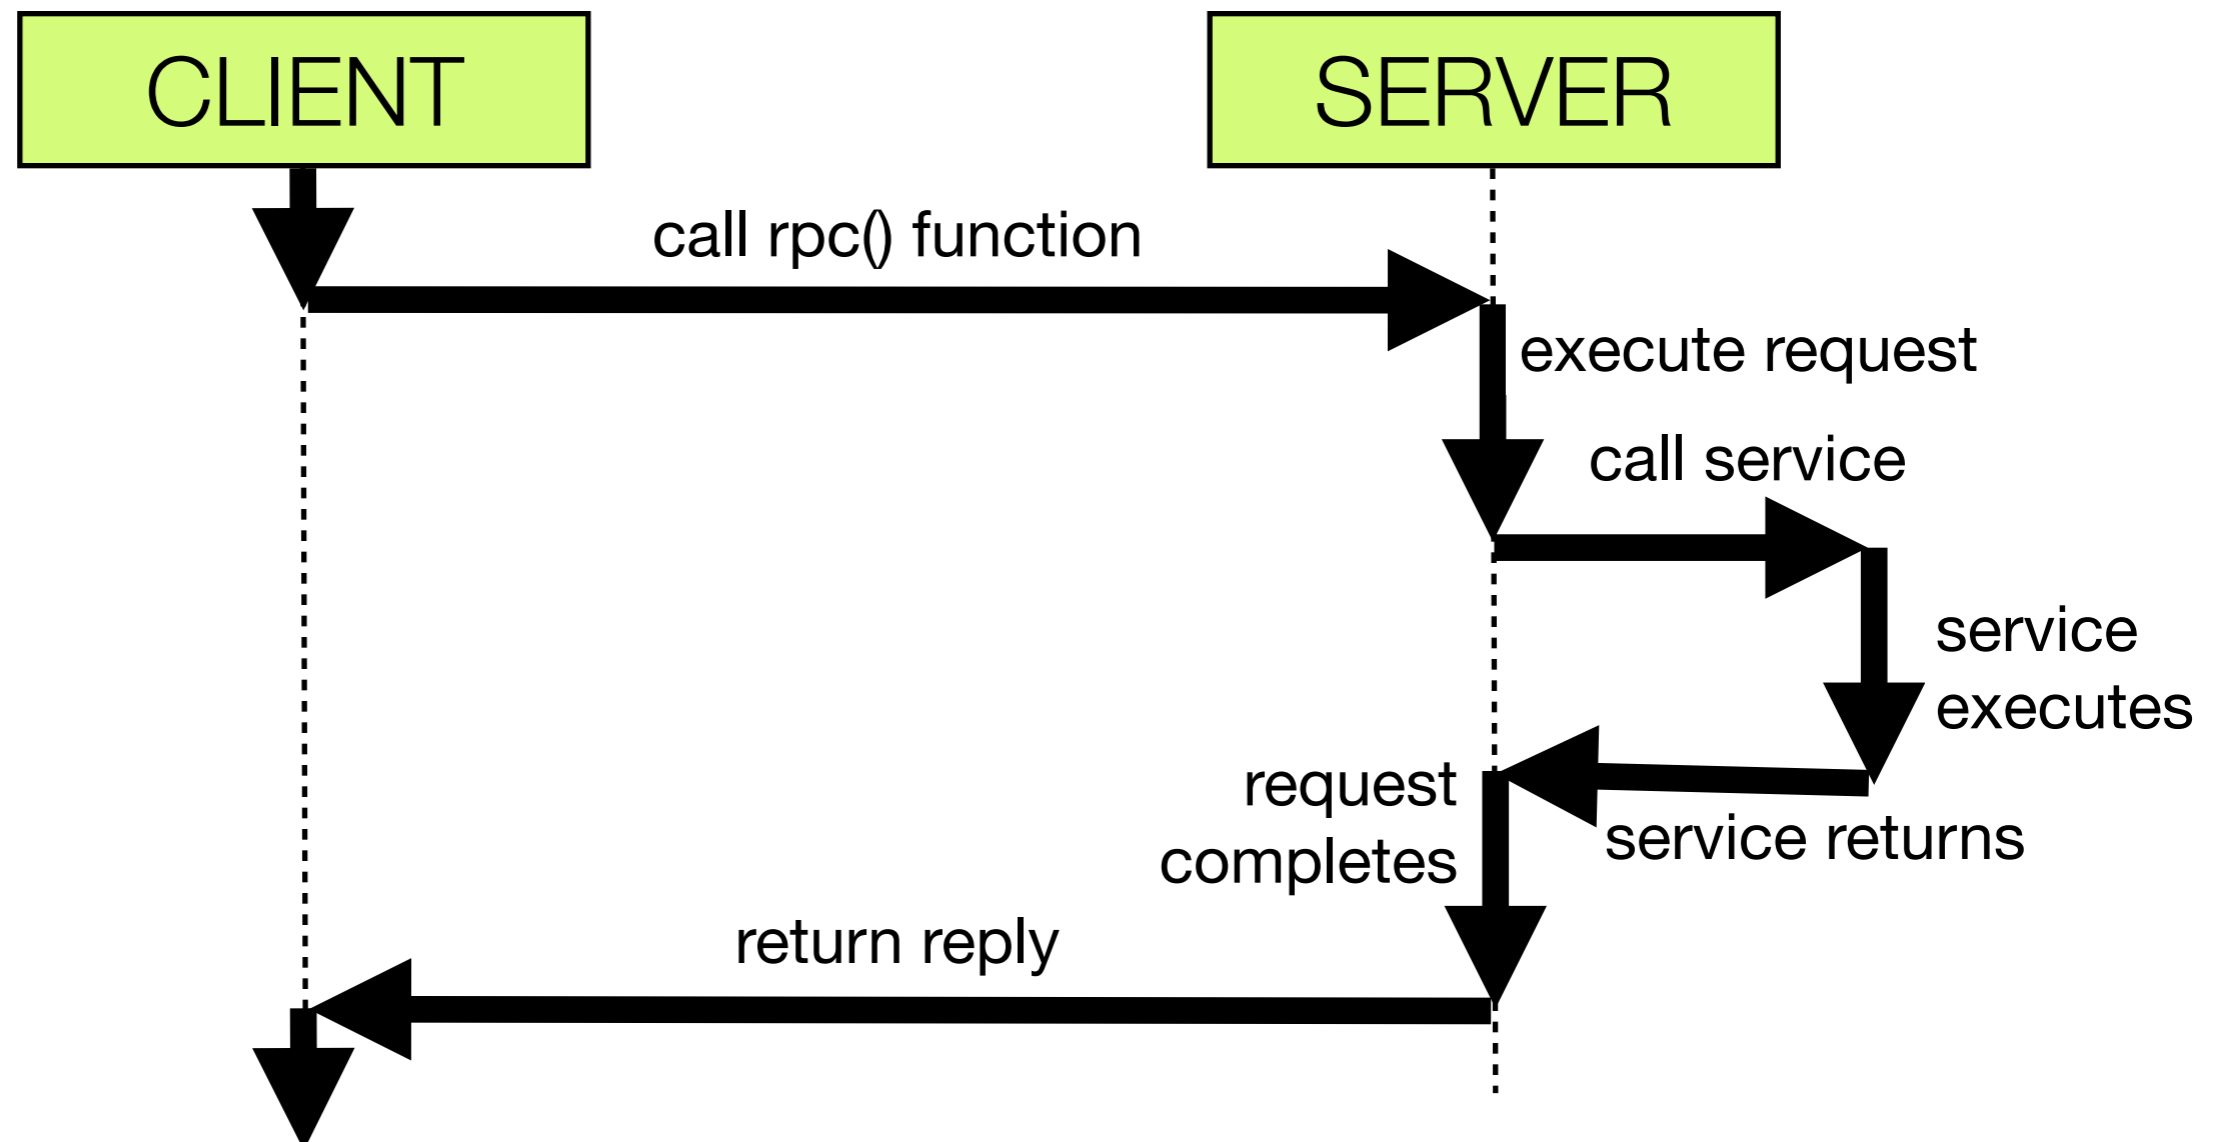 CLIENT
SERVER
call rpc() function
execute request
call service
service
executes
request
completes
service returns
return reply